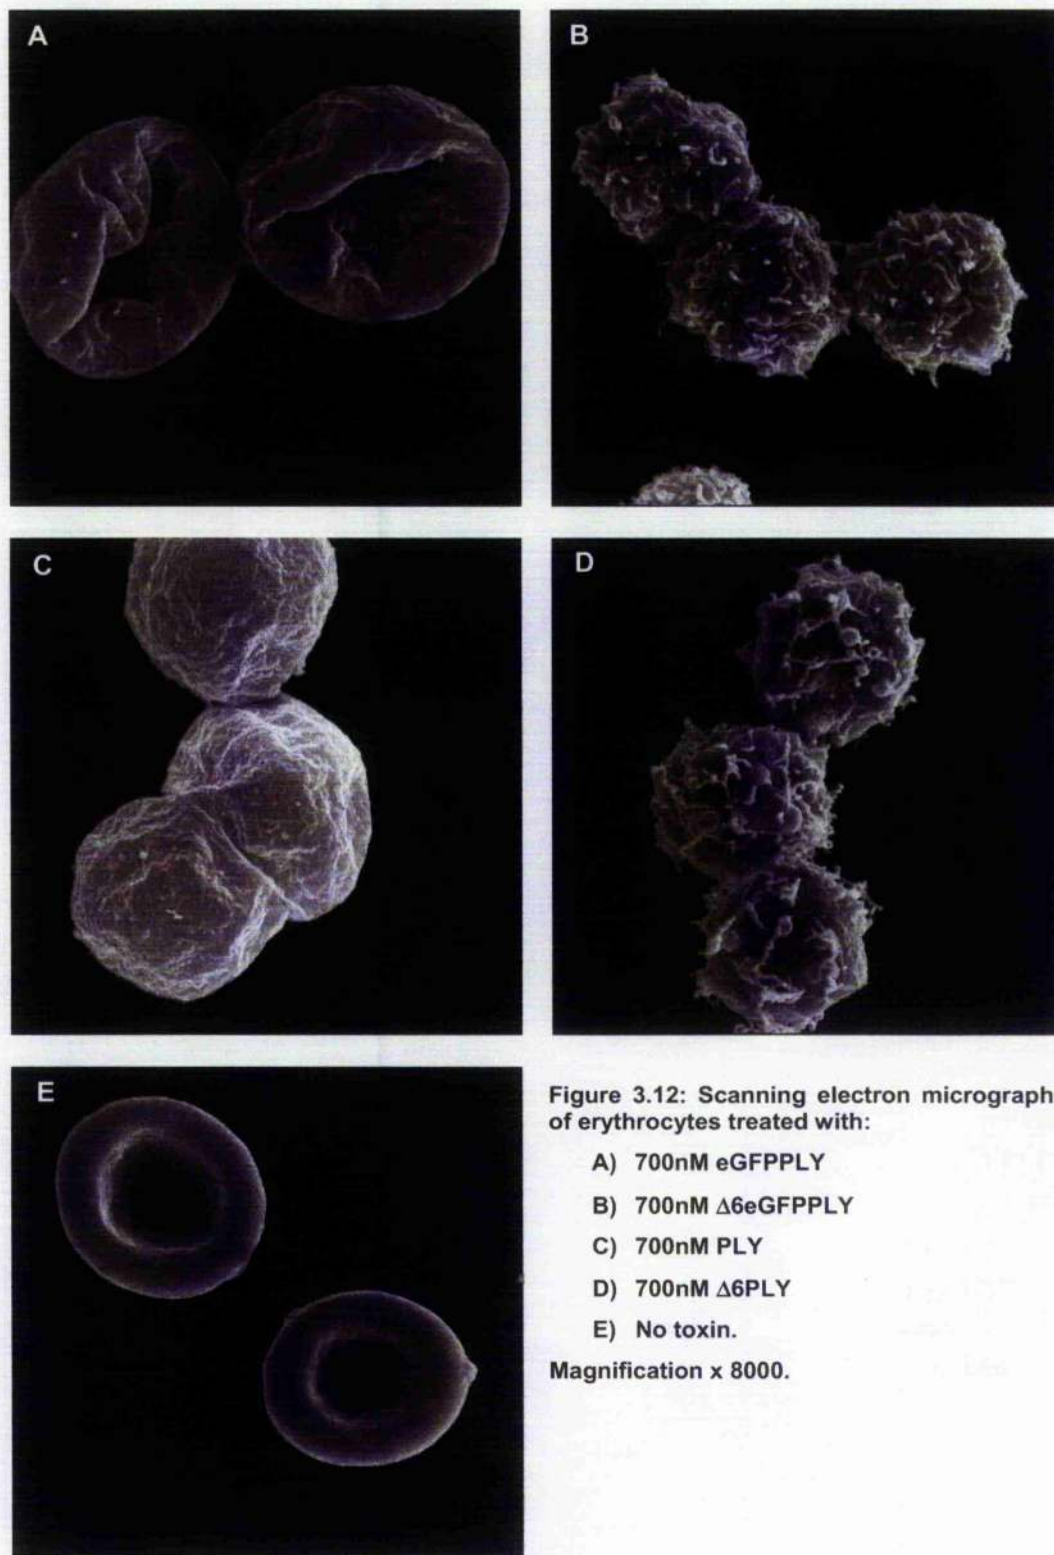 A
B
C
D
E
Figure 3.12: Scanning electron micrograph
of erythrocytes treated with:
A) 700nM eGFPPLY
B) 700nM Δ6eGFPPLY
C) 700nM PLY
D) 700nM Δ6PLY
E) No toxin.
Magnification x 8000.